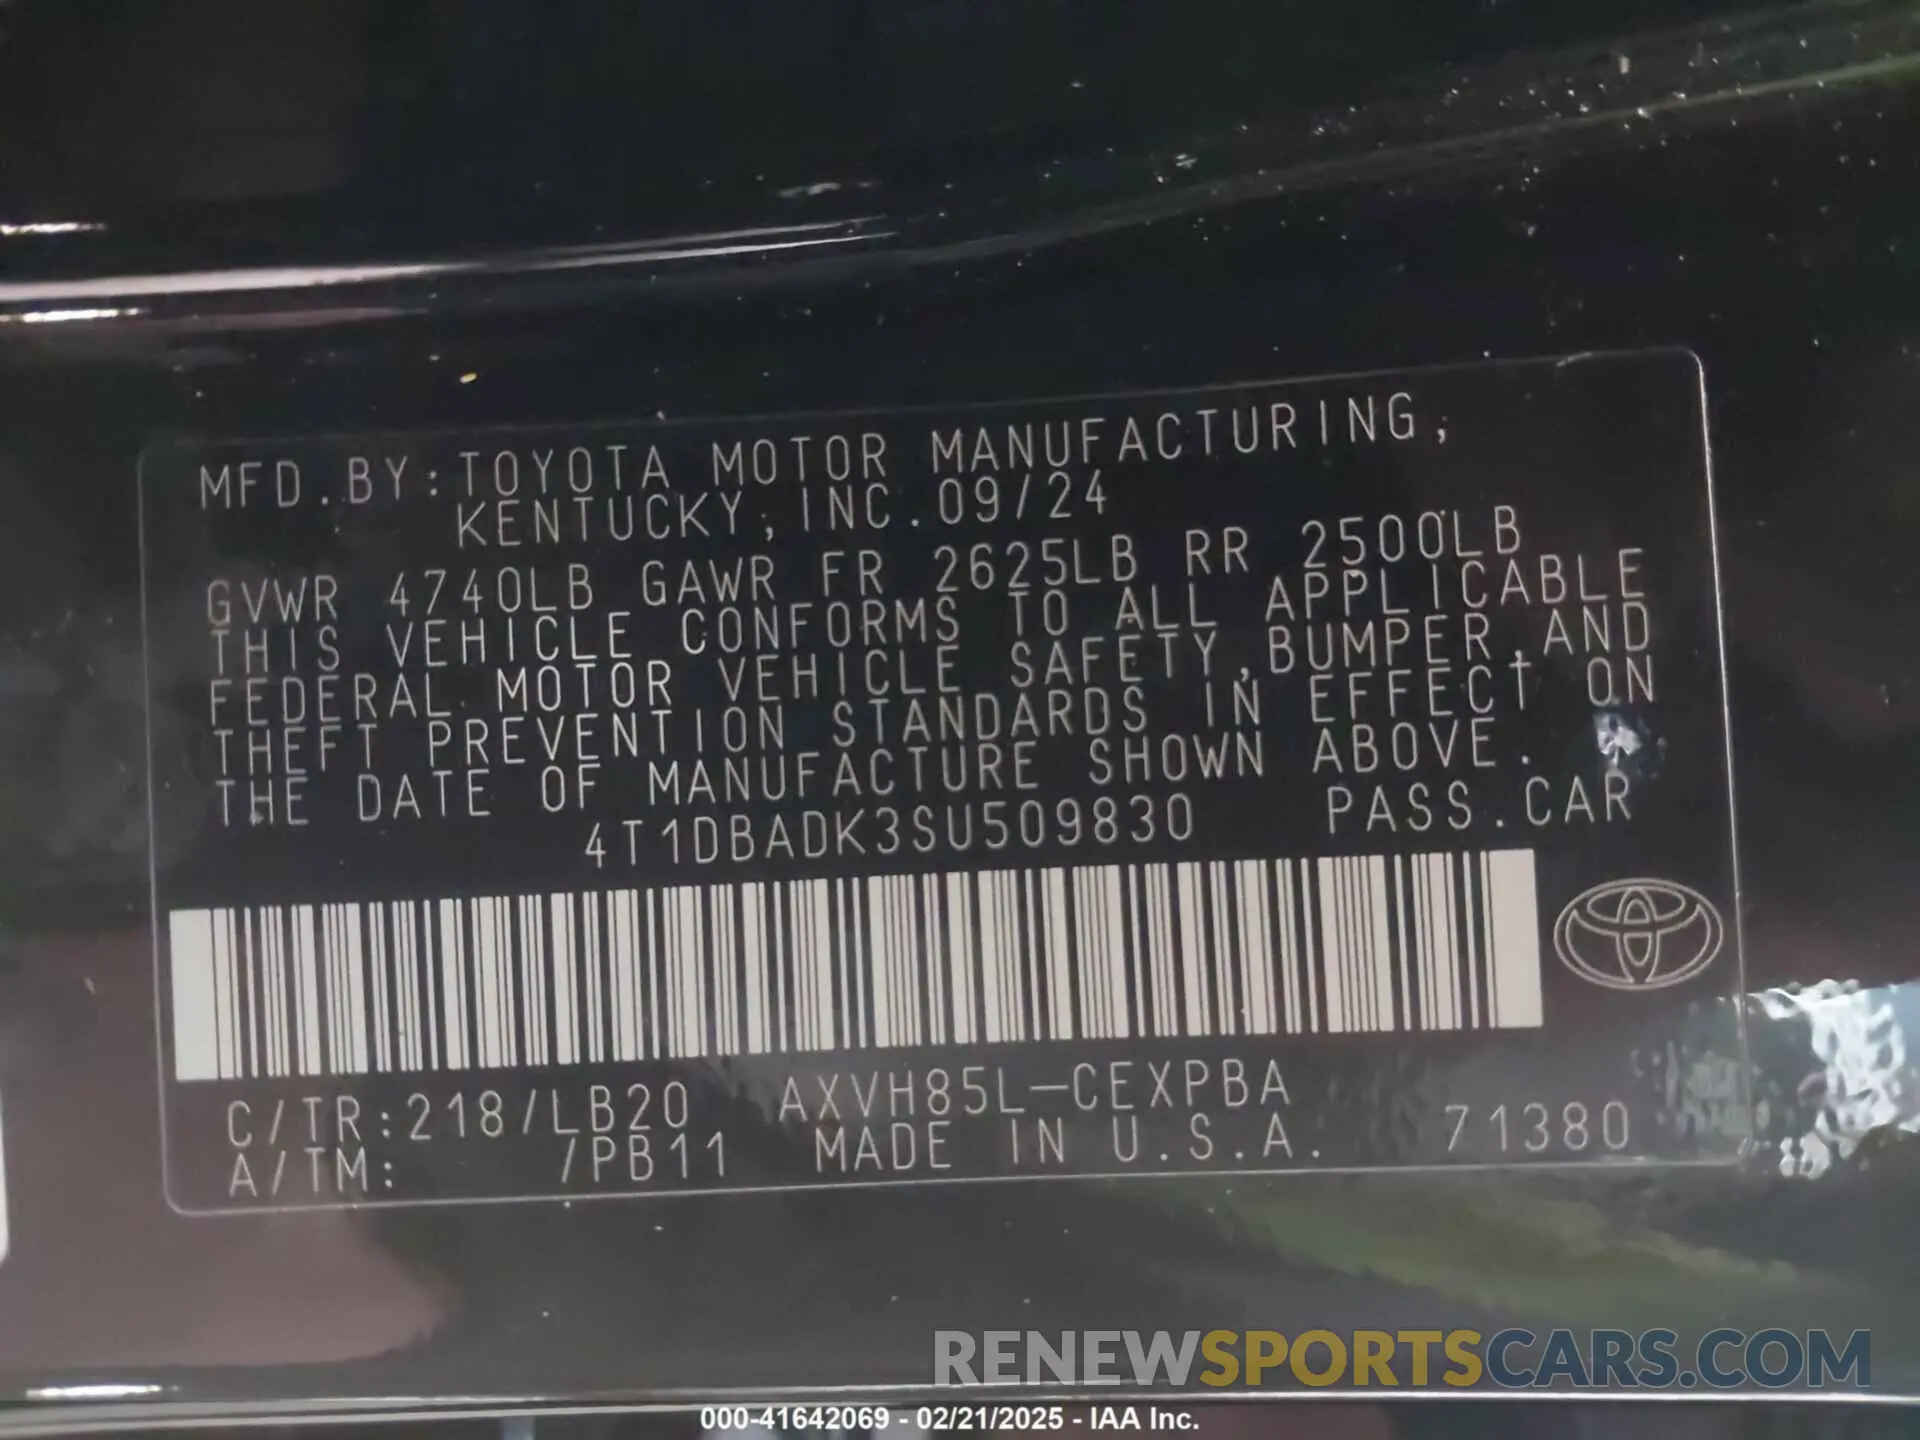 MFD.BY:TOYOTA MOTOR MANUFACTURING,
KENTUCKY, INC. 09/24
GVWR 4740LB GAWR FR 2625LB RR 2500LB
THIS VEHICLE CONFORMS TO ALL APPLICABLE
FEDERAL MOTOR VEHICLE SAFETY,BUMPER,AND
THEFT PREVENTION STANDARDS IN EFFECT ON
THE DATE OF MANUFACTURE SHOWN ABOVE.
4T1DBADK3SU509830 PASS.CAR
C/TR:218/LB20 AXVH85L-CEXPBA
A/TM: /PB11 MADE IN U.S.A. 71380
RENEWSPORTSCARS.COM
000-41642069 - 02/21/2025 - IAA Inc.